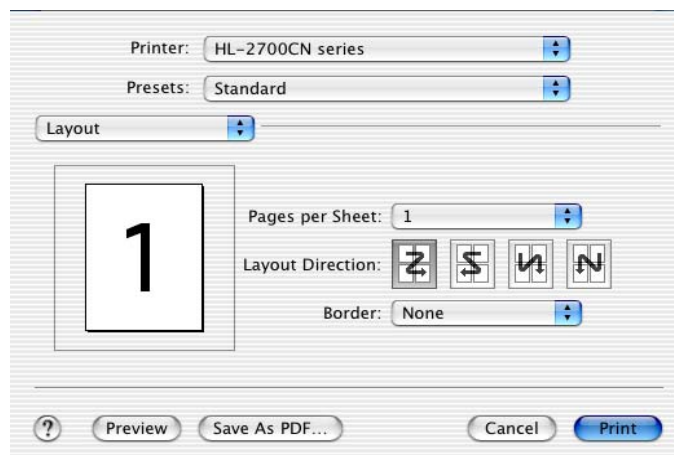 Printer: HL-2700CN series
Presets: Standard
Layout
1
Pages per Sheet: 1
Layout Direction:
Border: None
? Preview Save As PDF... Cancel Print